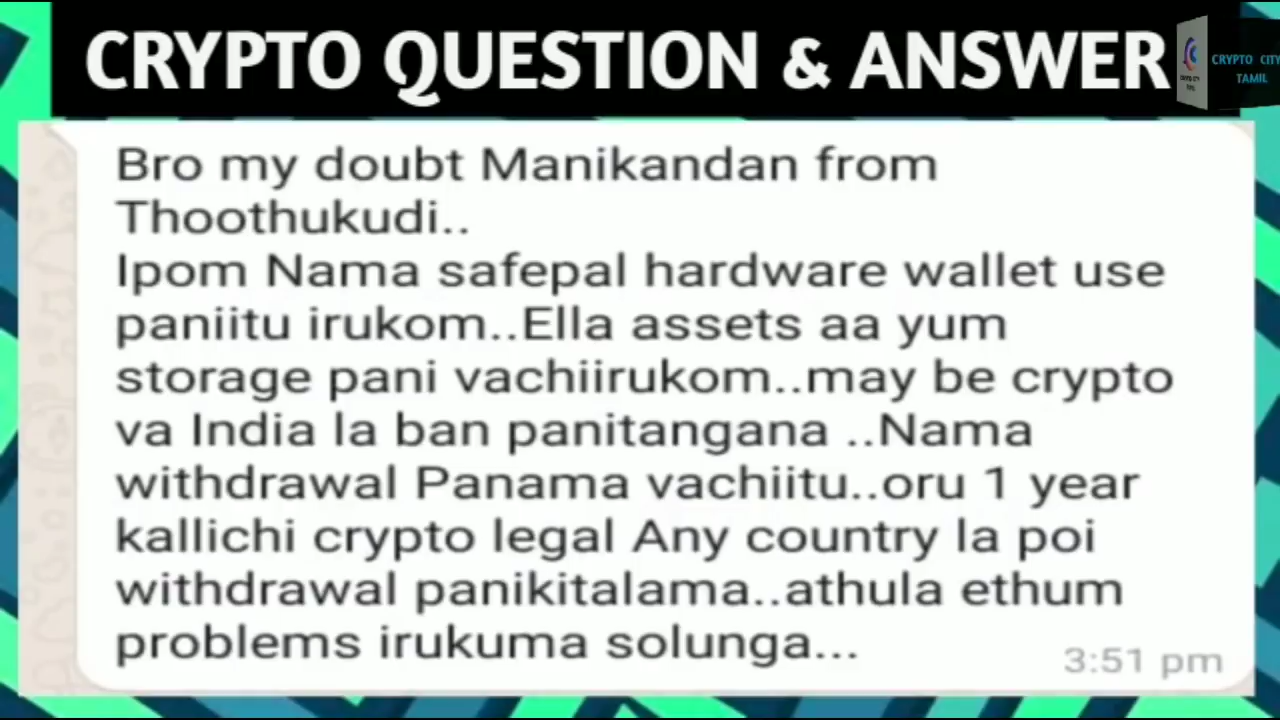 CRYPTO QUESTION & ANSWER
CRYPTO CITY
TAMIL
Bro my doubt Manikandan from
Thoothukudi..
Ipom Nama safepal hardware wallet use
paniitu irukom..Ella assets aa yum
storage pani vachiirukom..may be crypto
va India la ban panitangana ..Nama
withdrawal Panama vachiitu..oru 1 year
kallichi crypto legal Any country la poi
withdrawal panikitalama..athula ethum
problems irukuma solunga...
3:51 pm